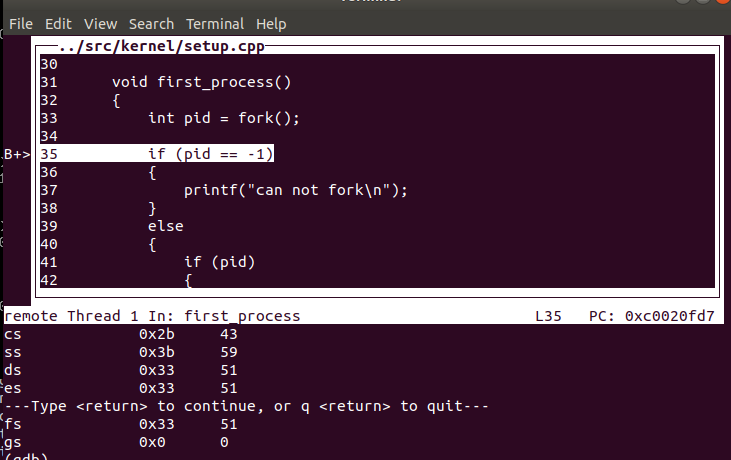 File Edit View Search Terminal Help
../src/kernel/setup.cpp
30
31      void first_process()
32      {
33          int pid = fork();
34
B+> 35          if (pid == -1)
36          {
37              printf("can not fork\n");
38          }
39          else
40          {
41              if (pid)
42              {
remote Thread 1 In: first_process L35 PC: 0xc0020fd7
cs 0x2b 43
ss 0x3b 59
ds 0x33 51
es 0x33 51
---Type <return> to continue, or q <return> to quit---
fs 0x33 51
gs 0x0 0
(gdb)